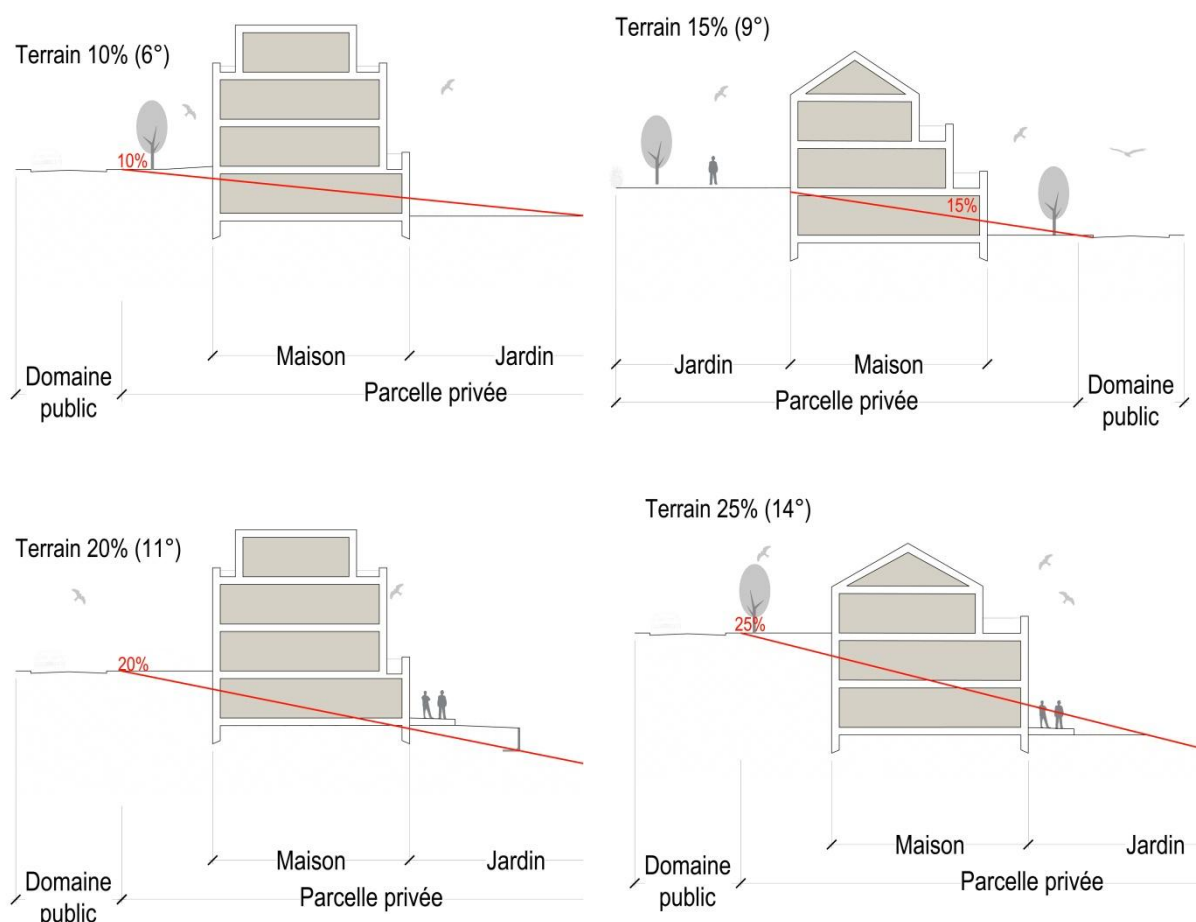 Terrain 10% (6°)
10%
Maison
Jardin
Domaine
public
Parcelle privée
Terrain 15% (9°)
15%
Jardin
Maison
Parcelle privée
Domaine
public
Terrain 20% (11°)
20%
Maison
Jardin
Domaine
public
Parcelle privée
Terrain 25% (14°)
25%
Maison
Jardin
Domaine
public
Parcelle privée